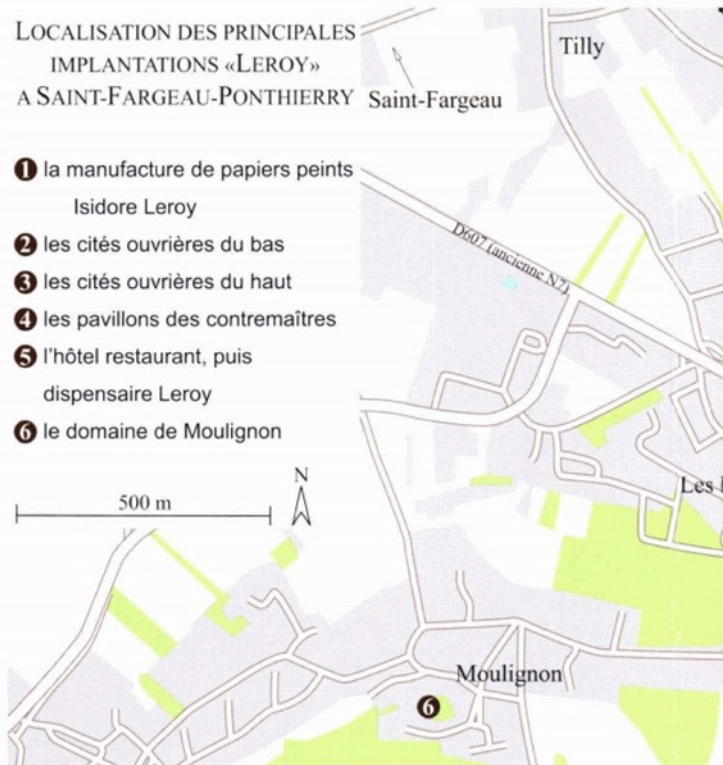 LOCALISATION DES PRINCIPALES
IMPLANTATIONS «LEROY»
A SAINT-FARGEAU-PONTHIERRY
1 la manufacture de papiers peints
Isidore Leroy
2 les cités ouvrières du bas
3 les cités ouvrières du haut
4 les pavillons des contremaîtres
5 l'hôtel restaurant, puis
dispensaire Leroy
6 le domaine de Moulignon
500 m
N
Tilly
Saint-Fargeau
D607 (ancienne N7)
Les
Moulignon
6